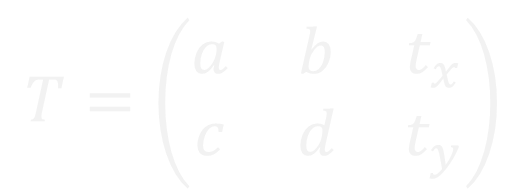 T = ( a b t_x
c d t_y )